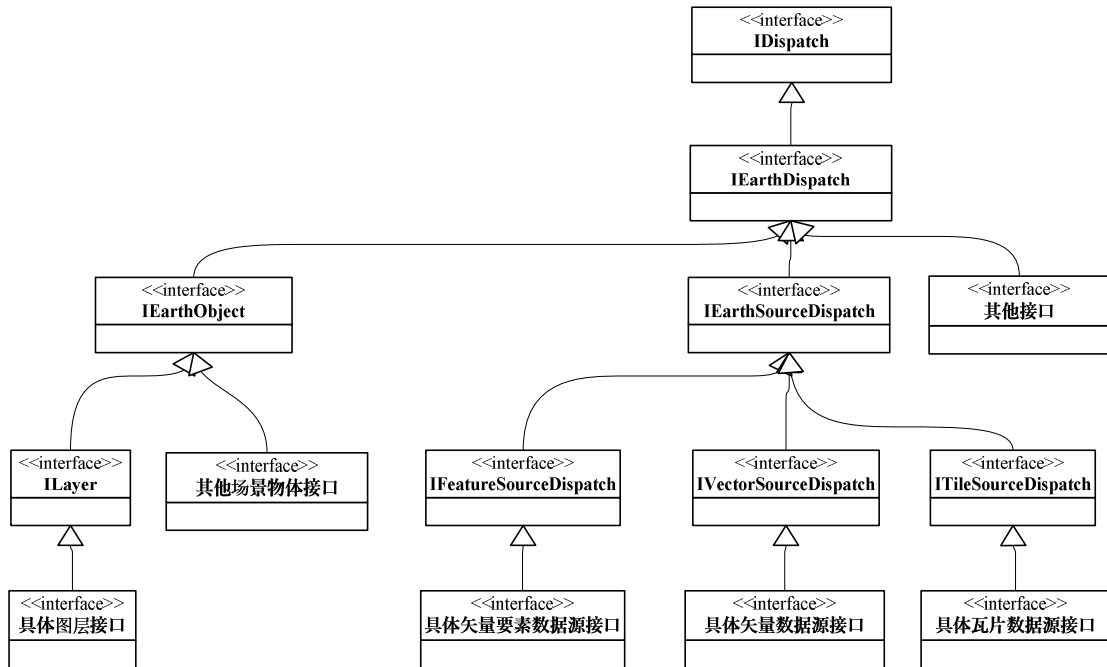 <<interface>>
IDispatch
<<interface>>
IEarthDispatch
<<interface>>
IEarthObject
<<interface>>
IEarthSourceDispatch
<<interface>>
其他接口
<<interface>>
ILayer
<<interface>>
其他场景物体接口
<<interface>>
IFeatureSourceDispatch
<<interface>>
IVectorSourceDispatch
<<interface>>
ITileSourceDispatch
<<interface>>
具体图层接口
<<interface>>
具体矢量要素数据源接口
<<interface>>
具体矢量数据源接口
<<interface>>
具体瓦片数据源接口